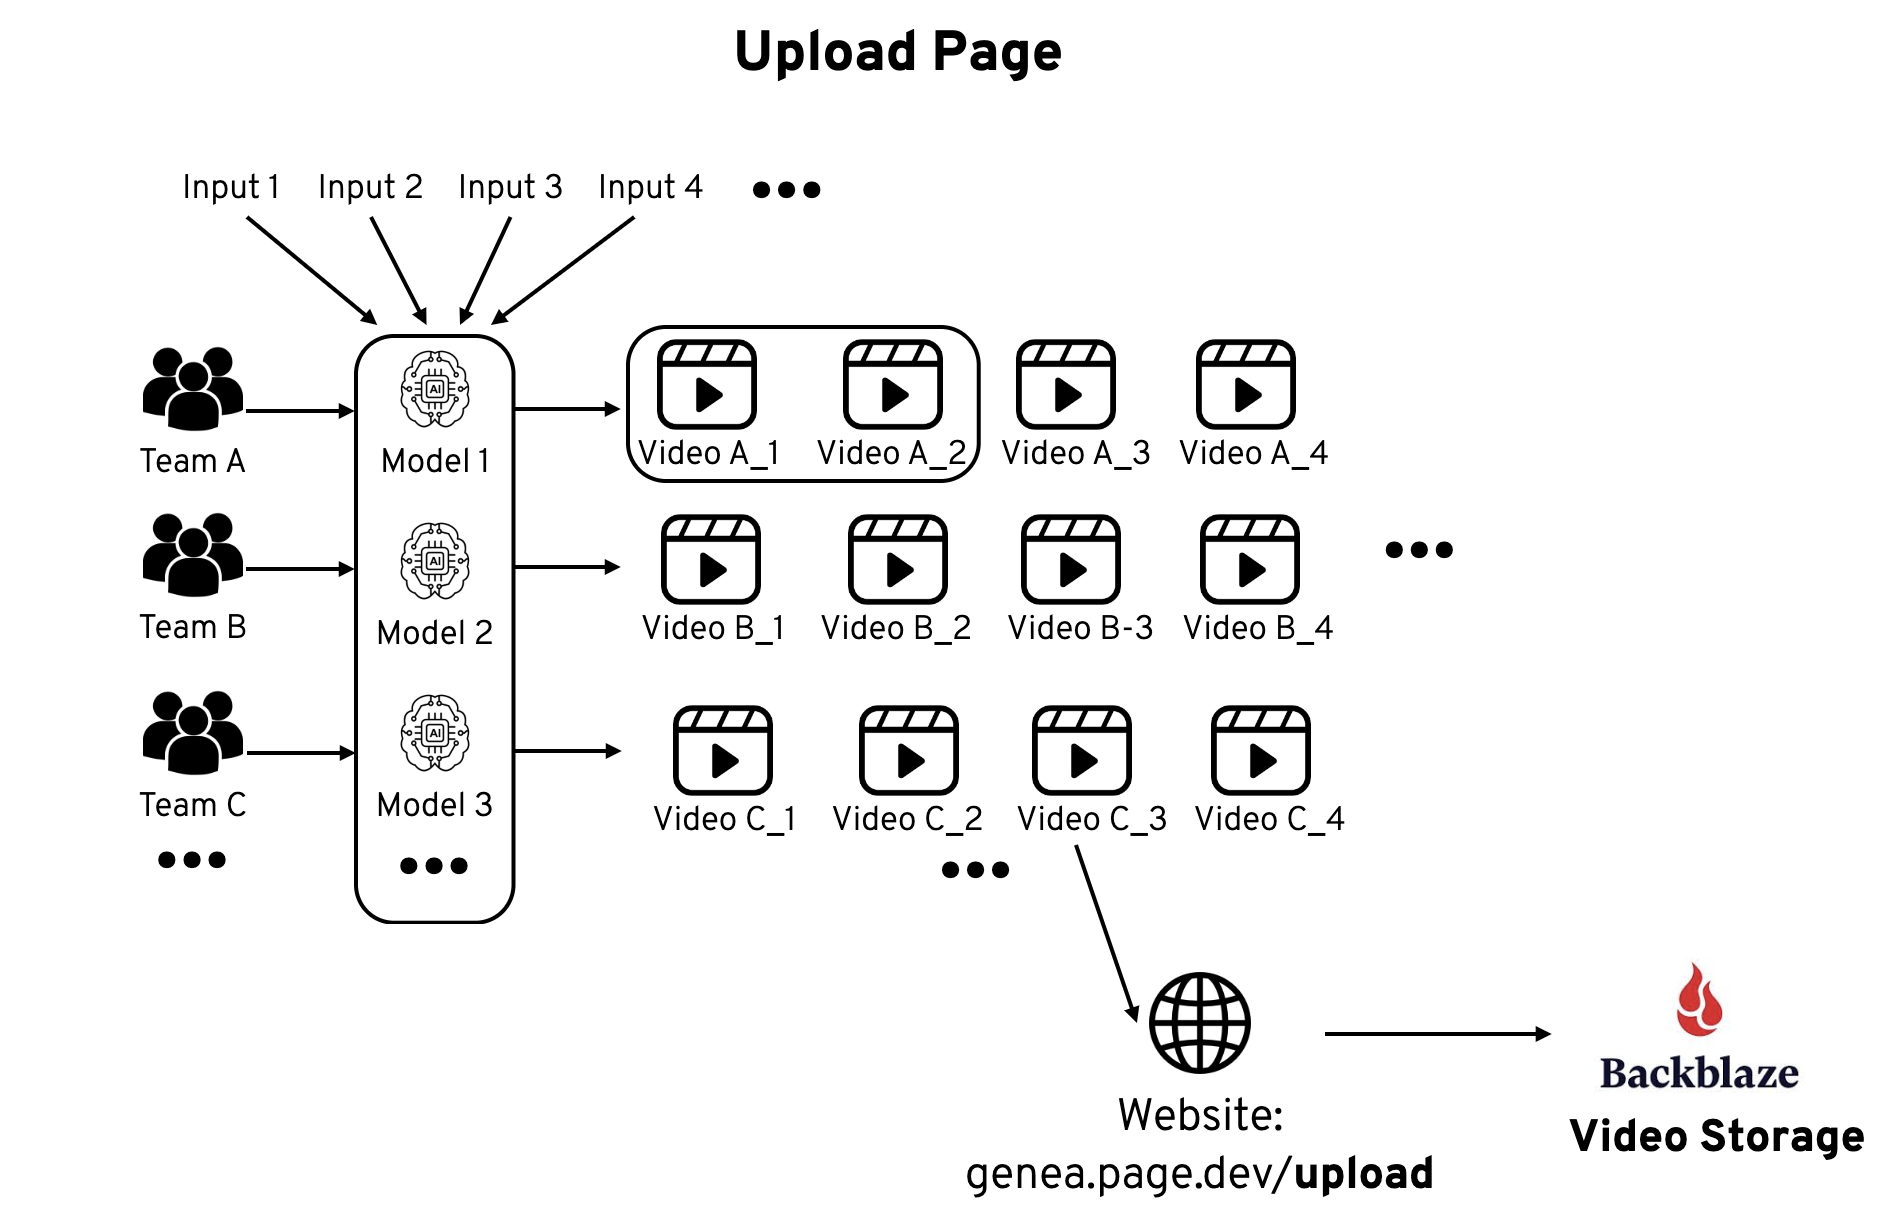 Upload Page
Input 1 Input 2 Input 3 Input 4
AI
Team A Model 1 Video A_1 Video A_2 Video A_3 Video A_4
AI
Team B Model 2 Video B_1 Video B_2 Video B-3 Video B_4
AI
Team C Model 3 Video C_1 Video C_2 Video C_3 Video C_4
Website:
genea.page.dev/upload
Backblaze
Video Storage